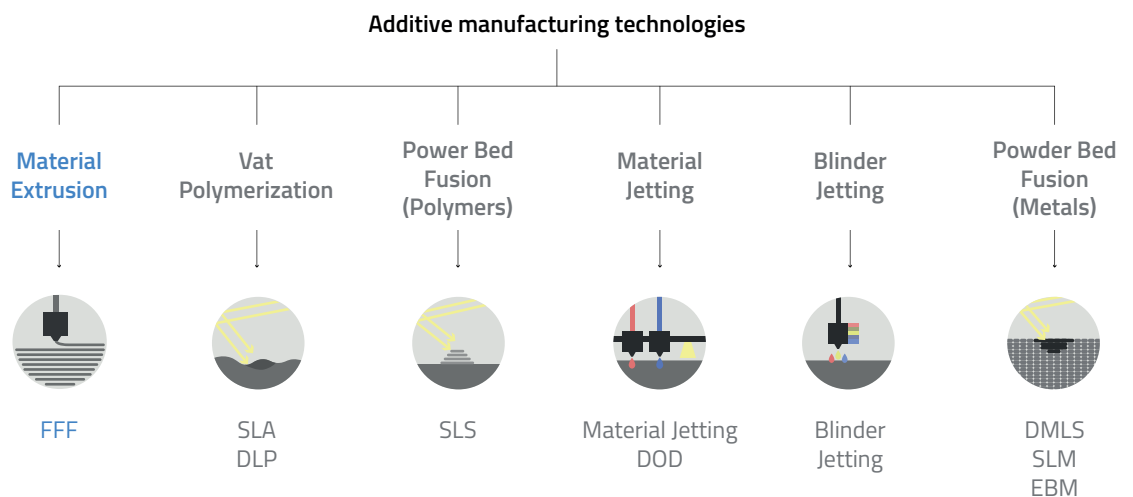 Additive manufacturing technologies
Material
Extrusion
Vat
Polymerization
Power Bed
Fusion
(Polymers)
Material
Jetting
Blinder
Jetting
Powder Bed
Fusion
(Metals)
FFF
SLA
DLP
SLS
Material Jetting
DOD
Blinder
Jetting
DMLS
SLM
EBM